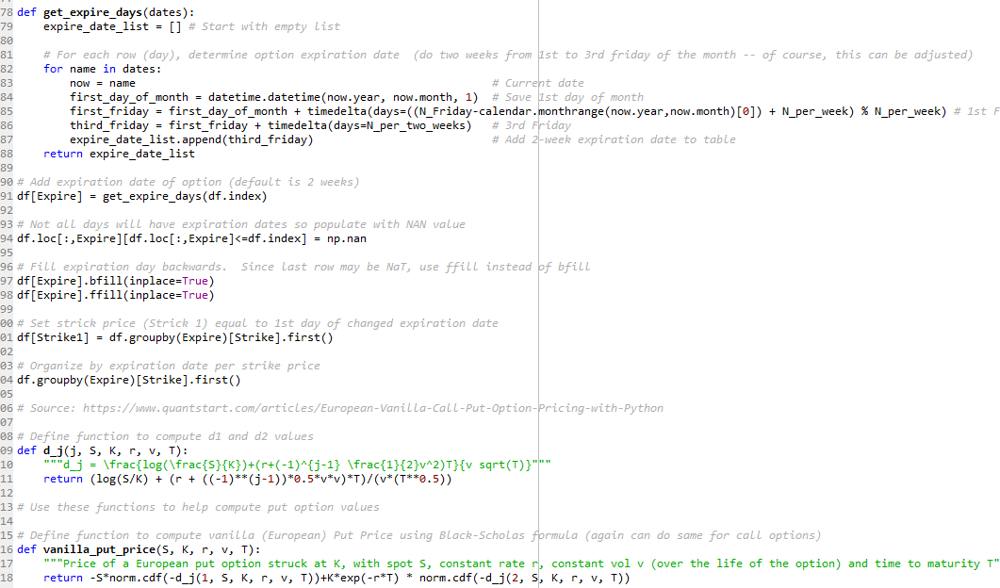 78 def get_expire_days(dates):
79     expire_date_list = [] # Start with empty list
80
81     # For each row (day), determine option expiration date  (do two weeks from 1st to 3rd friday of the month -- of course, this can be adjusted)
82     for name in dates:
83         now = name                                                  # Current date
84         first_day_of_month = datetime.datetime(now.year, now.month, 1)  # Save 1st day of month
85         first_friday = first_day_of_month + timedelta(days=((N_Friday-calendar.monthrange(now.year,now.month)[0]) + N_per_week) % N_per_week) # 1st F
86         third_friday = first_friday + timedelta(days=N_per_two_weeks)   # 3rd Friday
87         expire_date_list.append(third_friday)                         # Add 2-week expiration date to table
88     return expire_date_list
89
90 # Add expiration date of option (default is 2 weeks)
91 df[Expire] = get_expire_days(df.index)
92
93 # Not all days will have expiration dates so populate with NAN value
94 df.loc[:,Expire][df.loc[:,Expire]<=df.index] = np.nan
95
96 # Fill expiration day backwards.  Since last row may be NaT, use ffill instead of bfill
97 df[Expire].bfill(inplace=True)
98 df[Expire].ffill(inplace=True)
99
00 # Set strick price (Strick 1) equal to 1st day of changed expiration date
01 df[Strike1] = df.groupby(Expire)[Strike].first()
02
03 # Organize by expiration date per strike price
04 df.groupby(Expire)[Strike].first()
05
06 # Source: https://www.quantstart.com/articles/European-Vanilla-Call-Put-Option-Pricing-with-Python
07
08 # Define function to compute d1 and d2 values
09 def d_j(j, S, K, r, v, T):
10     """d_j = \frac{log(\frac{S}{K})+(r+(-1)^{j-1} \frac{1}{2}v^2)T}{v sqrt(T)}"""
11     return (log(S/K) + (r + ((-1)**(j-1))*0.5*v*v)*T)/(v*(T**0.5))
12
13 # Use these functions to help compute put option values
14
15 # Define function to compute vanilla (European) Put Price using Black-Scholas formula (again can do same for call options)
16 def vanilla_put_price(S, K, r, v, T):
17     """Price of a European put option struck at K, with spot S, constant rate r, constant vol v (over the life of the option) and time to maturity T"
18     return -S*norm.cdf(-d_j(1, S, K, r, v, T))+K*exp(-r*T) * norm.cdf(-d_j(2, S, K, r, v, T))